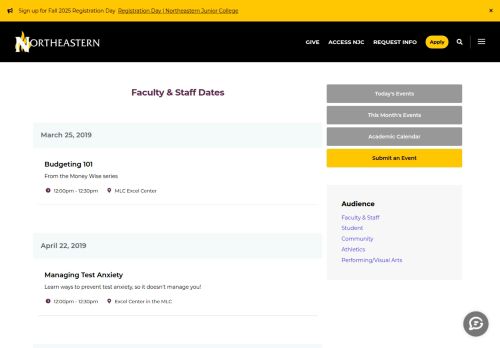 Sign up for Fall 2025 Registration Day Registration Day | Northeastern Junior College ×
NORTHEASTERN GIVE ACCESS NJC REQUEST INFO Apply
Faculty & Staff Dates
March 25, 2019
Budgeting 101
From the Money Wise series
12:00pm - 12:30pm MLC Excel Center
April 22, 2019
Managing Test Anxiety
Learn ways to prevent test anxiety, so it doesn't manage you!
12:00pm - 12:30pm Excel Center in the MLC
Today's Events
This Month's Events
Academic Calendar
Submit an Event
Audience
Faculty & Staff
Student
Community
Athletics
Performing/Visual Arts